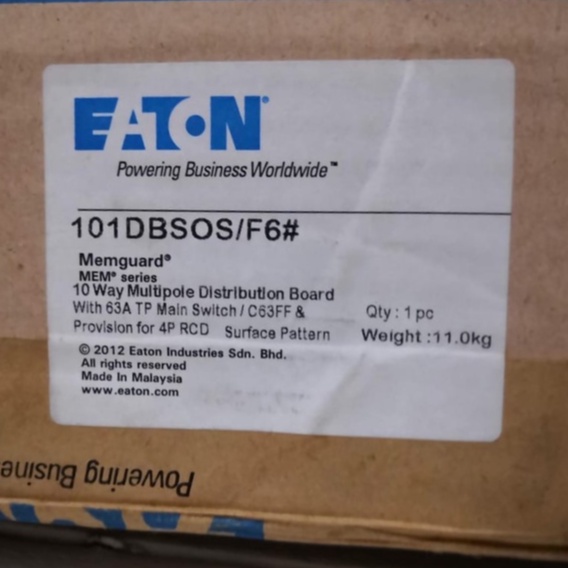 EATON®
Powering Business Worldwide™
101DBSOS/F6#
Memguard®
MEM® series
10 Way Multipole Distribution Board
With 63A TP Main Switch / C63FF &
Provision for 4P RCD Surface Pattern
Qty : 1 pc
Weight : 11.0kg
© 2012 Eaton Industries Sdn. Bhd.
All rights reserved
Made In Malaysia
www.eaton.com
Powering Busine